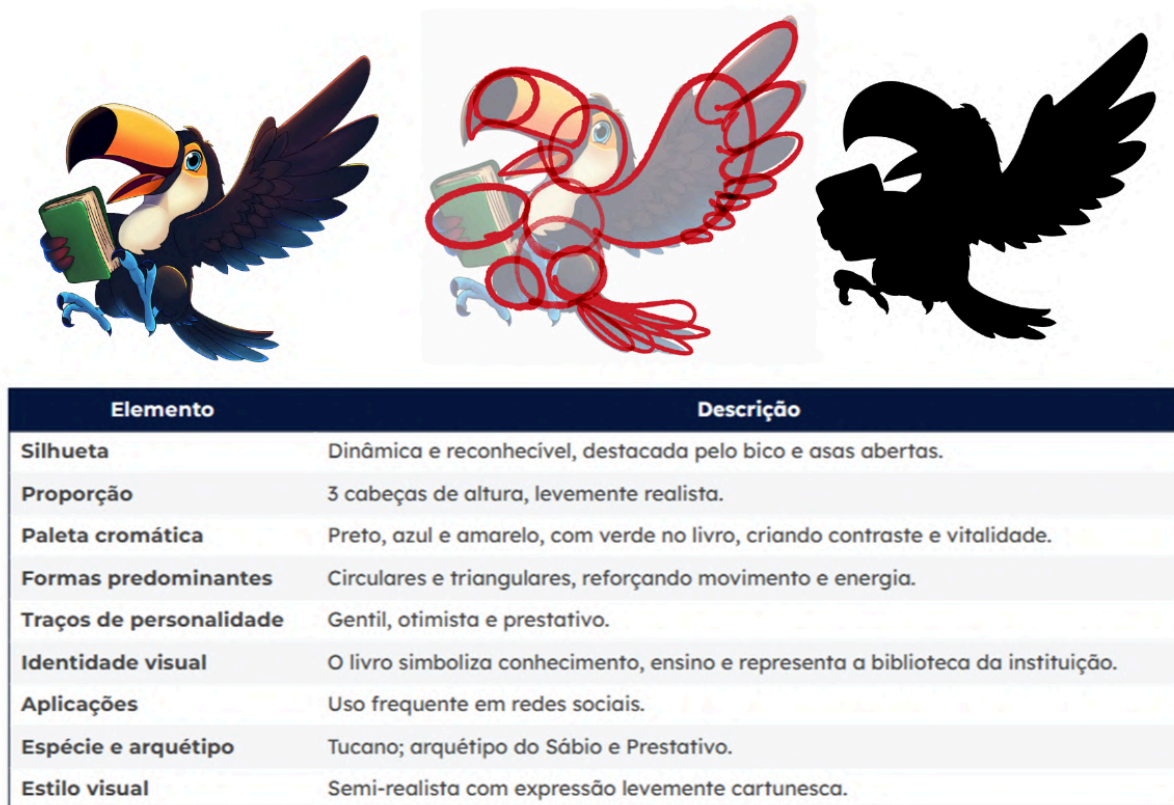 Elemento Descrição
Silhueta Dinâmica e reconhecível, destacada pelo bico e asas abertas.
Proporção 3 cabeças de altura, levemente realista.
Paleta cromática Preto, azul e amarelo, com verde no livro, criando contraste e vitalidade.
Formas predominantes Circulares e triangulares, reforçando movimento e energia.
Traços de personalidade Gentil, otimista e prestativo.
Identidade visual O livro simboliza conhecimento, ensino e representa a biblioteca da instituição.
Aplicações Uso frequente em redes sociais.
Espécie e arquétipo Tucano; arquétipo do Sábio e Prestativo.
Estilo visual Semi-realista com expressão levemente cartunesca.